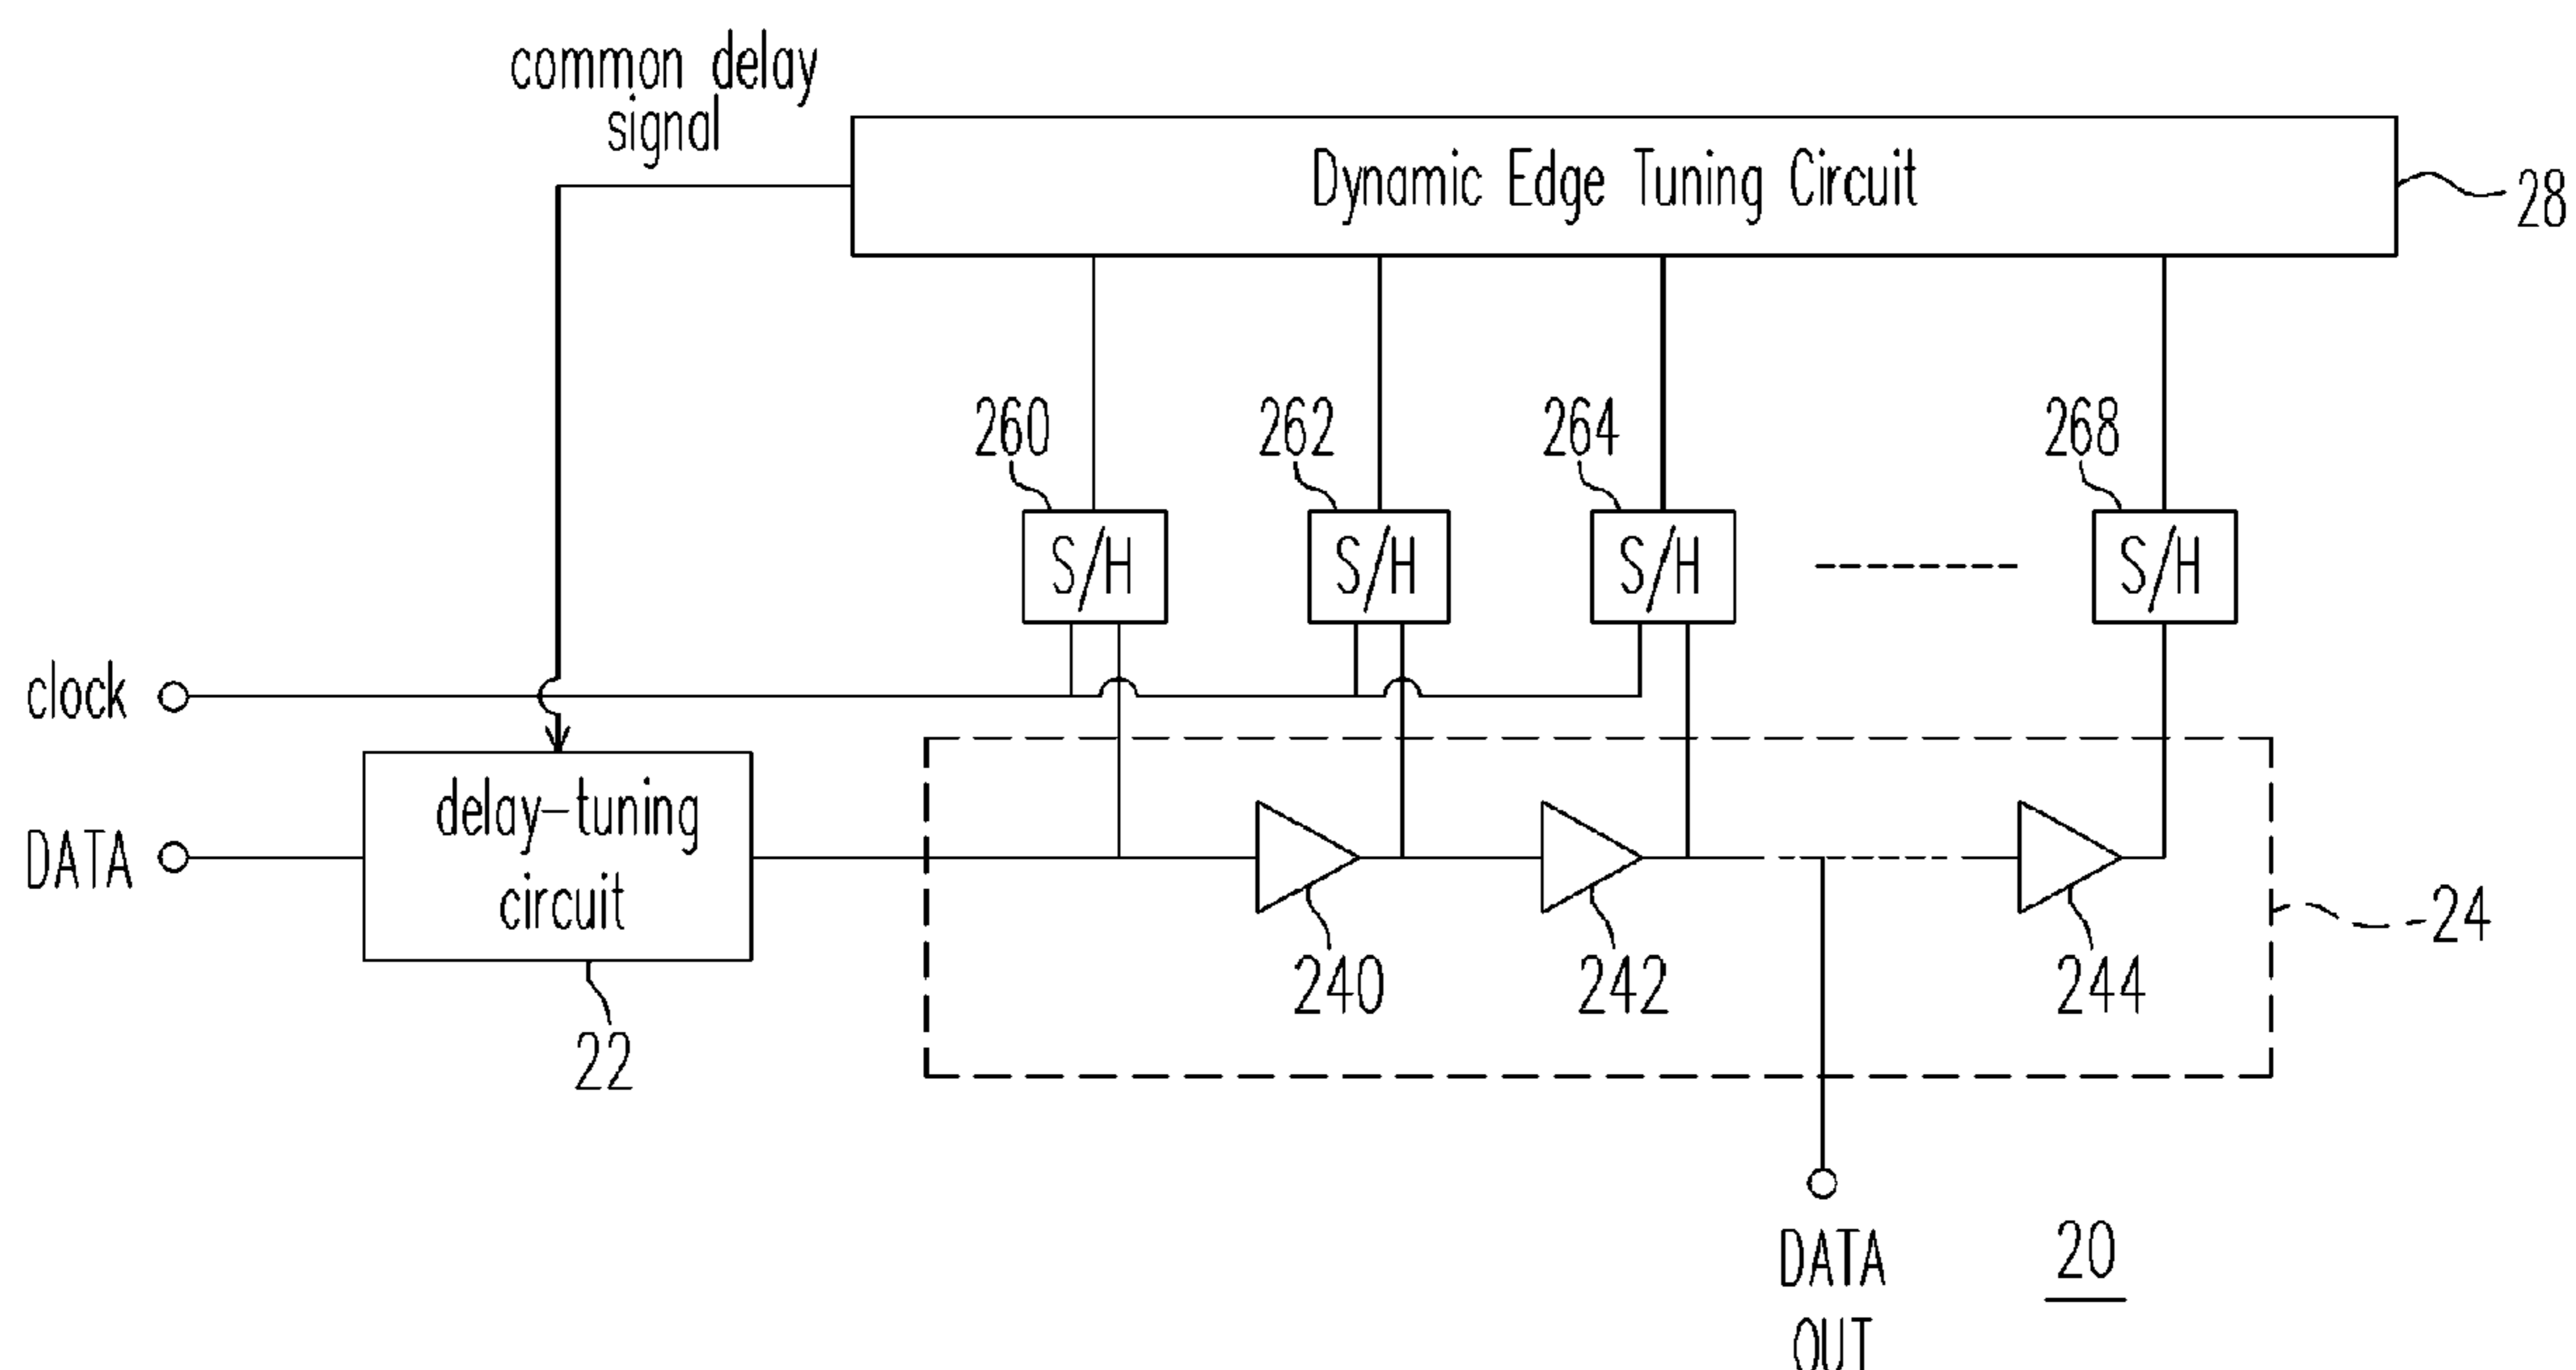 common delay
signal
Dynamic Edge Tuning Circuit
28
260
262
264
268
S/H
S/H
S/H
S/H
clock
DATA
delay-tuning
circuit
22
240
242
244
24
DATA
OUT
20